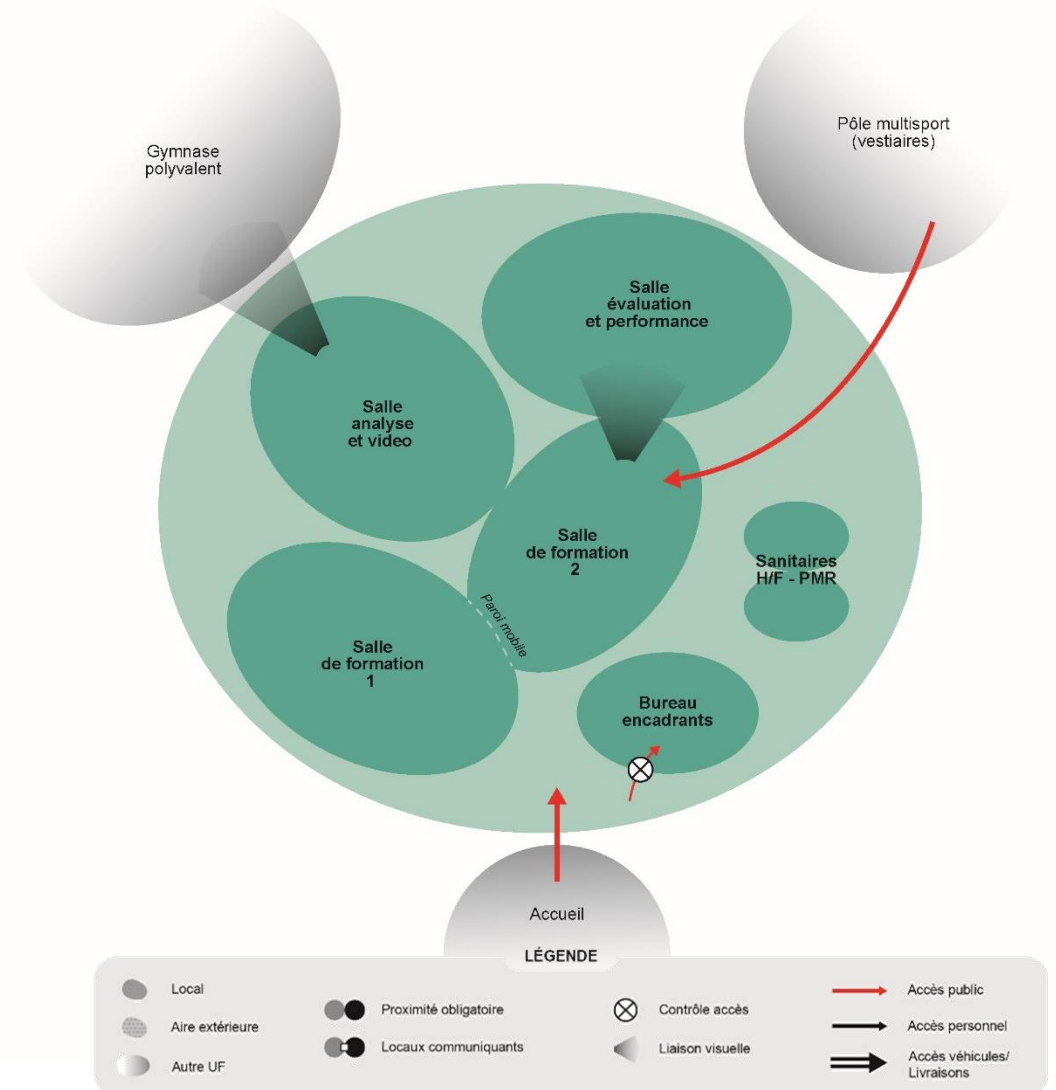 Gymnase
polyvalent
Pôle multisport
(vestiaires)
Salle
évaluation
et performance
Salle
analyse
et video
Salle
de formation
2
Sanitaires
H/F - PMR
Paroi mobile
Salle
de formation
1
Bureau
encadrants
Accueil
LÉGENDE
Local
Aire extérieure
Autre UF
Proximité obligatoire
Locaux communiquants
Contrôle accès
Liaison visuelle
Accès public
Accès personnel
Accès véhicules/
Livraisons